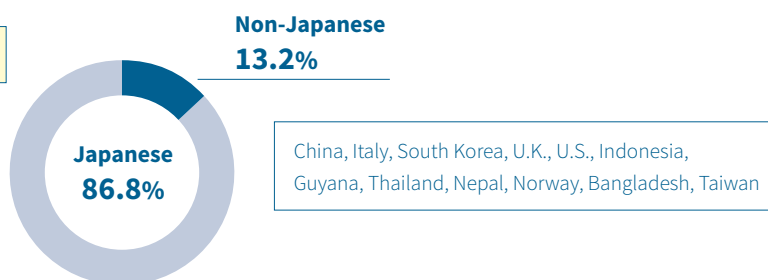 Non-Japanese
13.2%
Japanese
86.8%
China, Italy, South Korea, U.K., U.S., Indonesia,
Guyana, Thailand, Nepal, Norway, Bangladesh, Taiwan